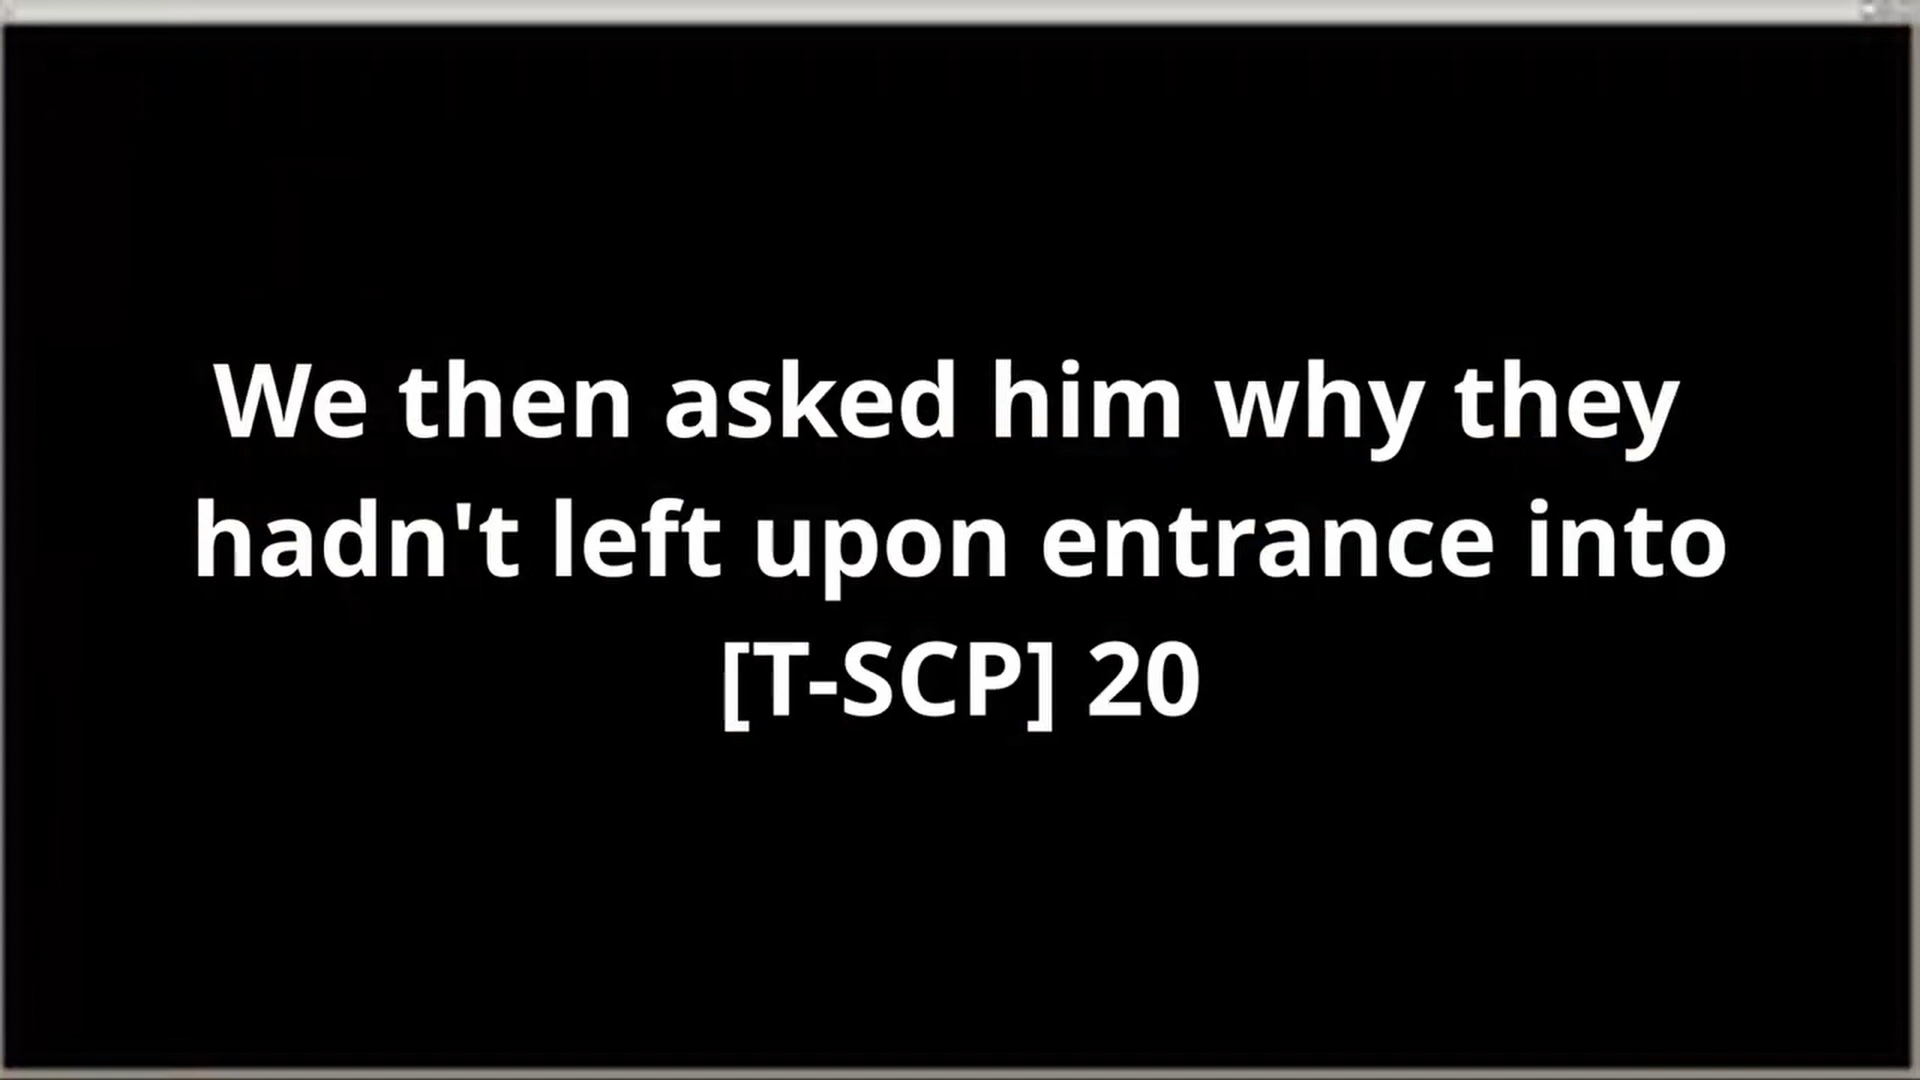 We then asked him why they
hadn't left upon entrance into
[T-SCP] 20